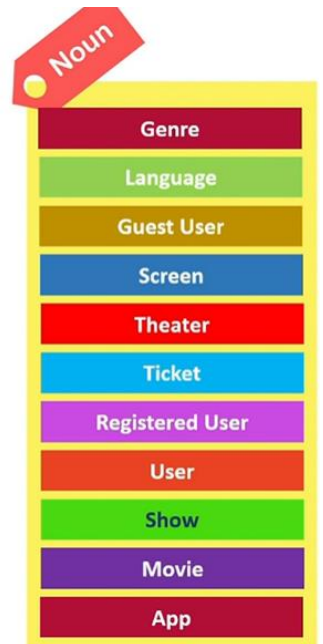 Noun
Genre
Language
Guest User
Screen
Theater
Ticket
Registered User
User
Show
Movie
App